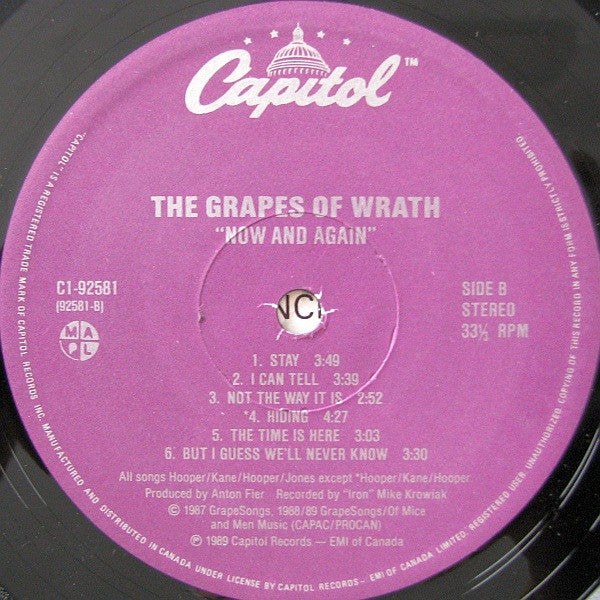 Capitol™
THE GRAPES OF WRATH
"NOW AND AGAIN"
C1-92581
(92581-B)
MAPL
SIDE B
STEREO
33⅓ RPM
NC
1. STAY 3:49
2. I CAN TELL 3:39
3. NOT THE WAY IT IS 2:52
*4. HIDING 4:27
5. THE TIME IS HERE 3:03
6. BUT I GUESS WE'LL NEVER KNOW 3:30
All songs Hooper/Kane/Hooper/Jones except *Hooper/Kane/Hooper
Produced by Anton Fier Recorded by "Iron" Mike Krowiak
© 1987 GrapeSongs, 1988/89 GrapeSongs/Of Mice
and Men Music (CAPAC/PROCAN)
℗ 1989 Capitol Records — EMI of Canada
"CAPITOL" IS A REGISTERED TRADE MARK OF CAPITOL RECORDS INC. MANUFACTURED AND DISTRIBUTED IN CANADA UNDER LICENSE BY CAPITOL RECORDS – EMI OF CANADA LIMITED. REGISTERED USER. UNAUTHORIZED COPYING OF THIS RECORD IN ANY FORM IS STRICTLY PROHIBITED